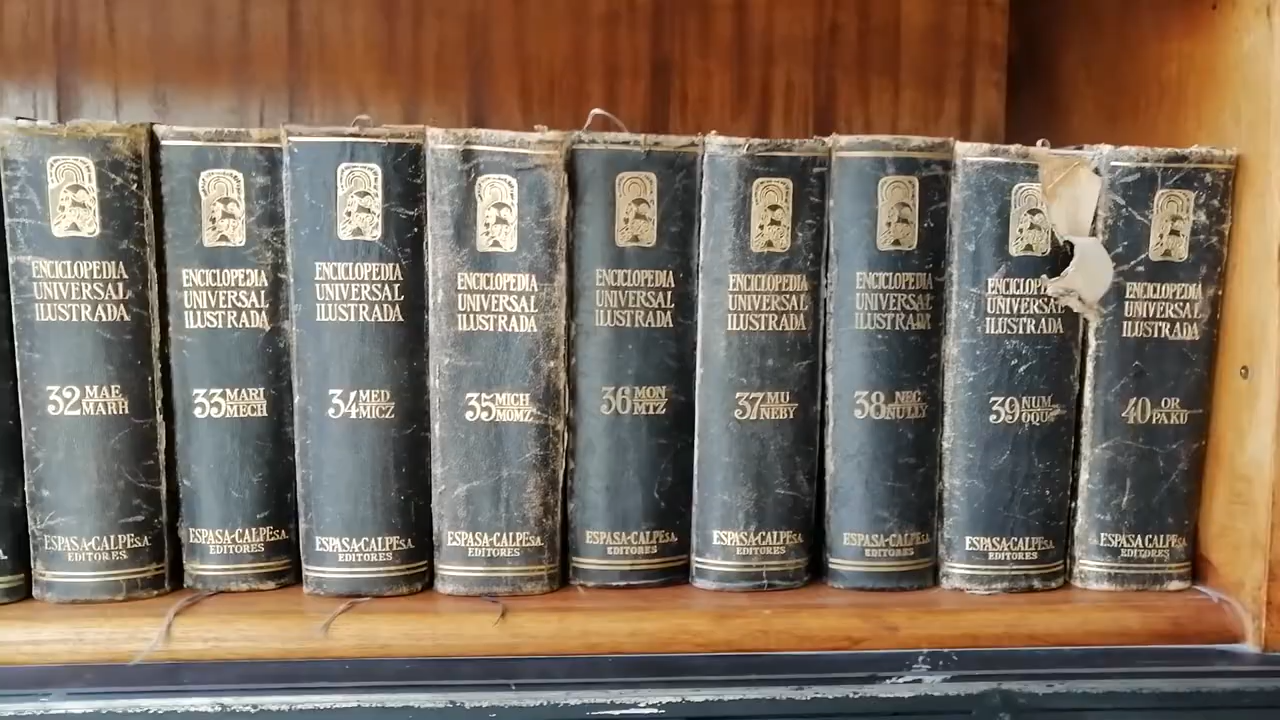 ENCICLOPEDIA
UNIVERSAL
ILUSTRADA
32 MAE
MARH
ESPASA-CALPE S.A.
EDITORES
ENCICLOPEDIA
UNIVERSAL
ILUSTRADA
33 MARI
MECH
ESPASA-CALPE S.A.
EDITORES
ENCICLOPEDIA
UNIVERSAL
ILUSTRADA
34 MED
MICZ
ESPASA-CALPE S.A.
EDITORES
ENCICLOPEDIA
UNIVERSAL
ILUSTRADA
35 MICH
MOMZ
ESPASA-CALPE S.A.
EDITORES
ENCICLOPEDIA
UNIVERSAL
ILUSTRADA
36 MON
MTZ
ESPASA-CALPE S.A.
EDITORES
ENCICLOPEDIA
UNIVERSAL
ILUSTRADA
37 MU
NEBY
ESPASA-CALPE S.A.
EDITORES
ENCICLOPEDIA
UNIVERSAL
ILUSTRADA
38 NEC
NULLY
ESPASA-CALPE S.A.
EDITORES
UNIVERSAL
ILUSTRADA
39 NUM
ESPASA-CALPE S.A.
EDITORES
ENCICLOPEDIA
UNIVERSAL
ILUSTRADA
40 OR
PAKU
ESPASA-CALPE S.A.
EDITORES